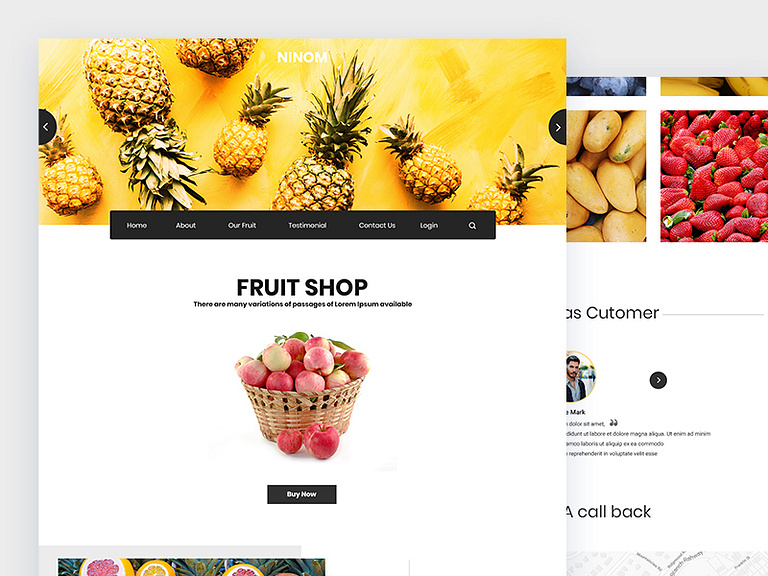 NiNOM
Home About Our Fruit Testimonial Contact Us Login
FRUIT SHOP
There are many variations of passages of Lorem Ipsum available
Buy Now
as Cutomer
Mark
dolor sit amet,
didunt ut labore et dolore magna aliqua. Ut enim ad minim
amco laboris ut aliquip ex ea commodo
reprehenderit in voluptate velit esse
A call back